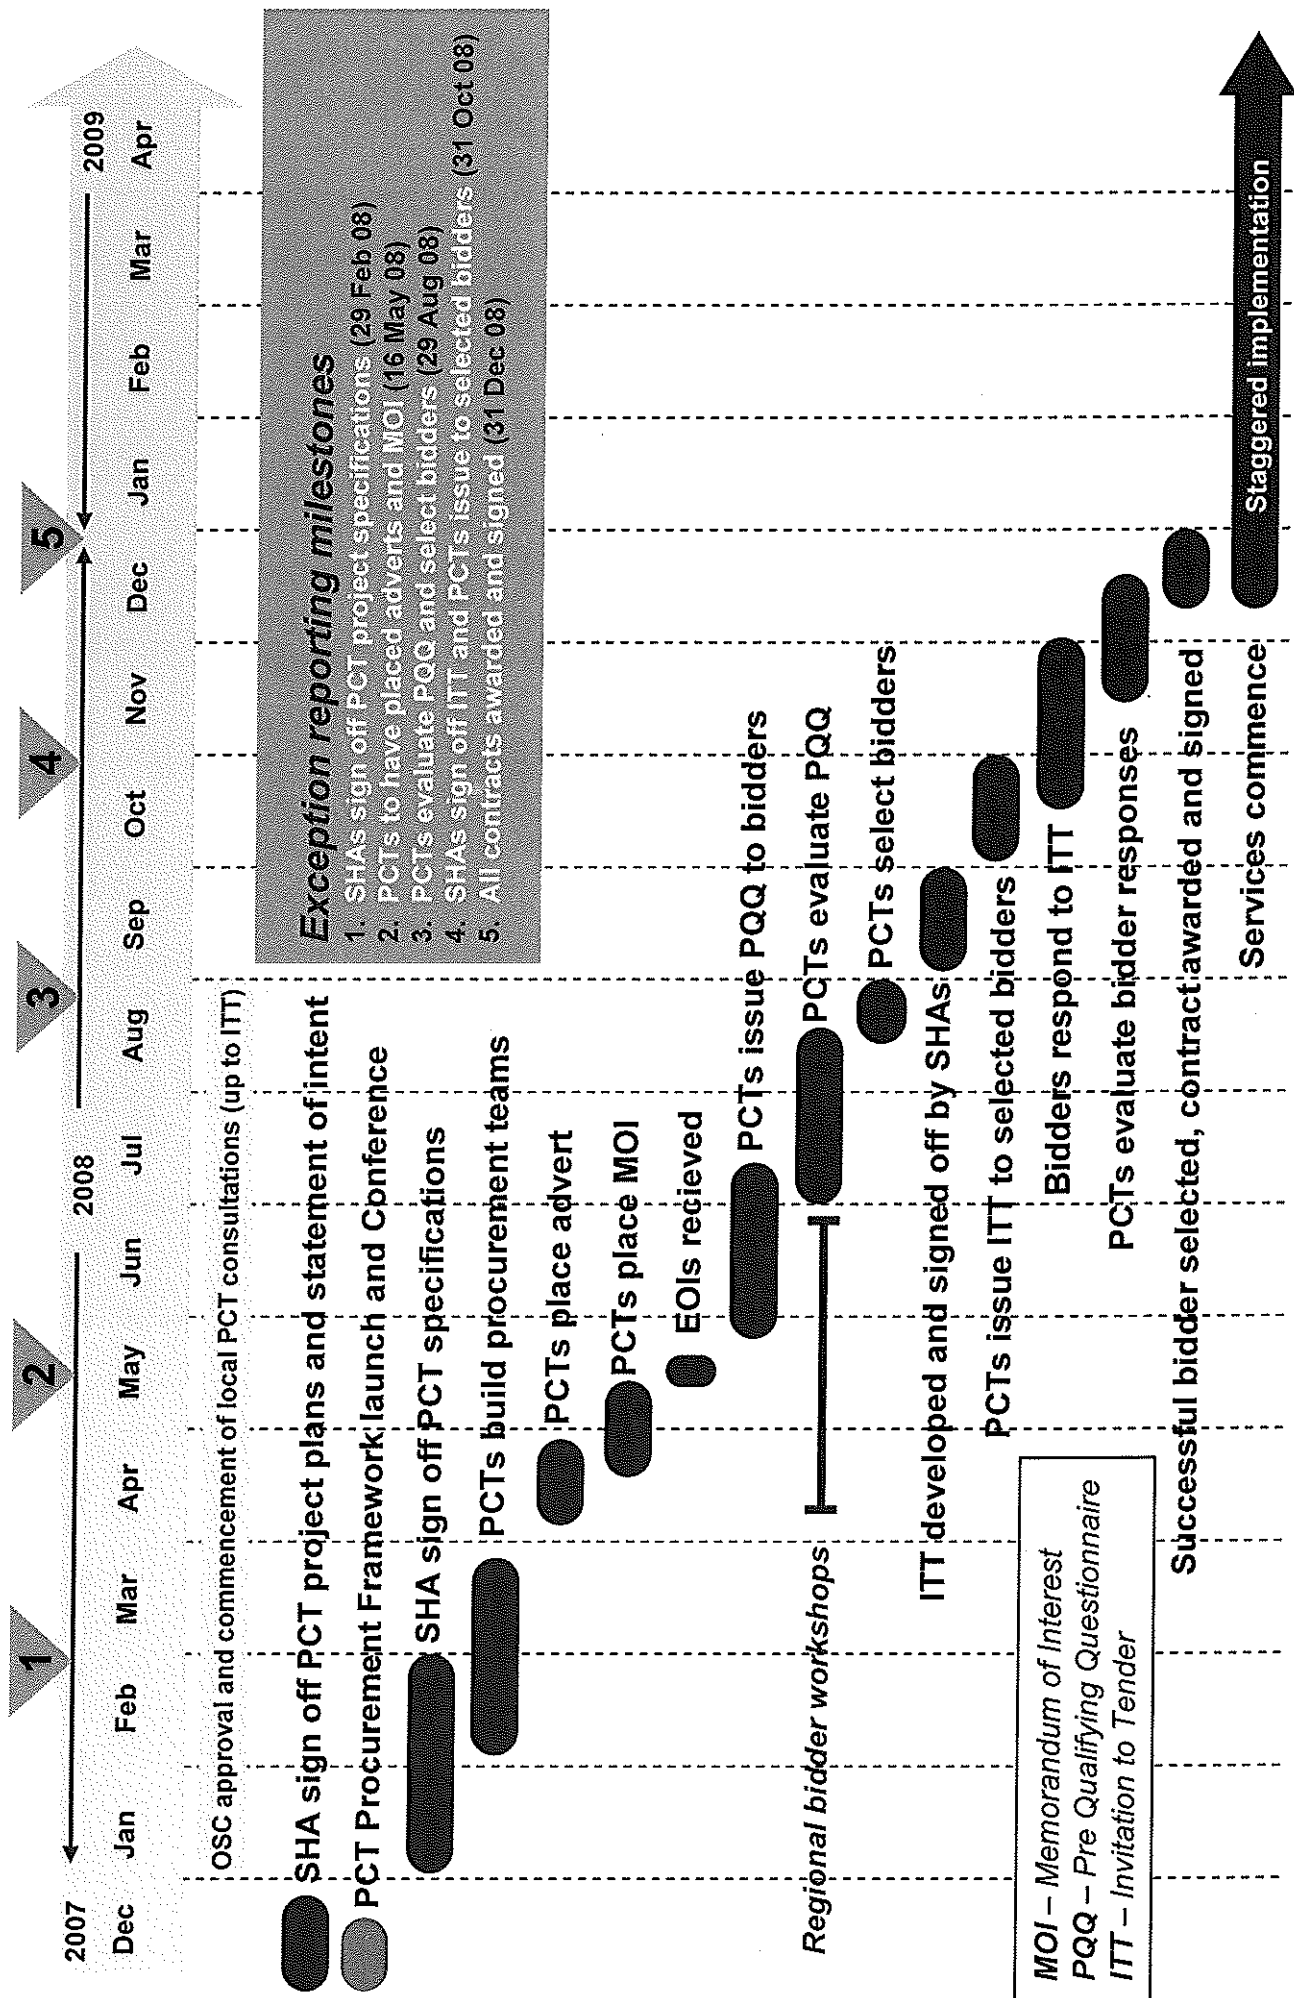 1
2
3
4
5
2007
2008
2009
Dec
Jan
Feb
Mar
Apr
May
Jun
Jul
Aug
Sep
Oct
Nov
Dec
Jan
Feb
Mar
Apr
OSC approval and commencement of local PCT consultations (up to ITT)
Exception reporting milestones
1. SHAs sign off PCT project specifications (29 Feb 08)
2. PCTs to have placed adverts and MOI (16 May 08)
3. PCTs evaluate PQQ and select bidders (29 Aug 08)
4. SHAs sign off ITT and PCTs issue to selected bidders (31 Oct 08)
5. All contracts awarded and signed (31 Dec 08)
SHA sign off PCT project plans and statement of intent
PCT Procurement Framework launch and Conference
SHA sign off PCT specifications
PCTs build procurement teams
PCTs place advert
PCTs place MOI
EOIs recieved
PCTs issue PQQ to bidders
Regional bidder workshops
PCTs evaluate PQQ
PCTs select bidders
ITT developed and signed off by SHAs
PCTs issue ITT to selected bidders
Bidders respond to ITT
PCTs evaluate bidder responses
Successful bidder selected, contract awarded and signed
Services commence
Staggered implementation
MOI – Memorandum of Interest
PQQ – Pre Qualifying Questionnaire
ITT – Invitation to Tender